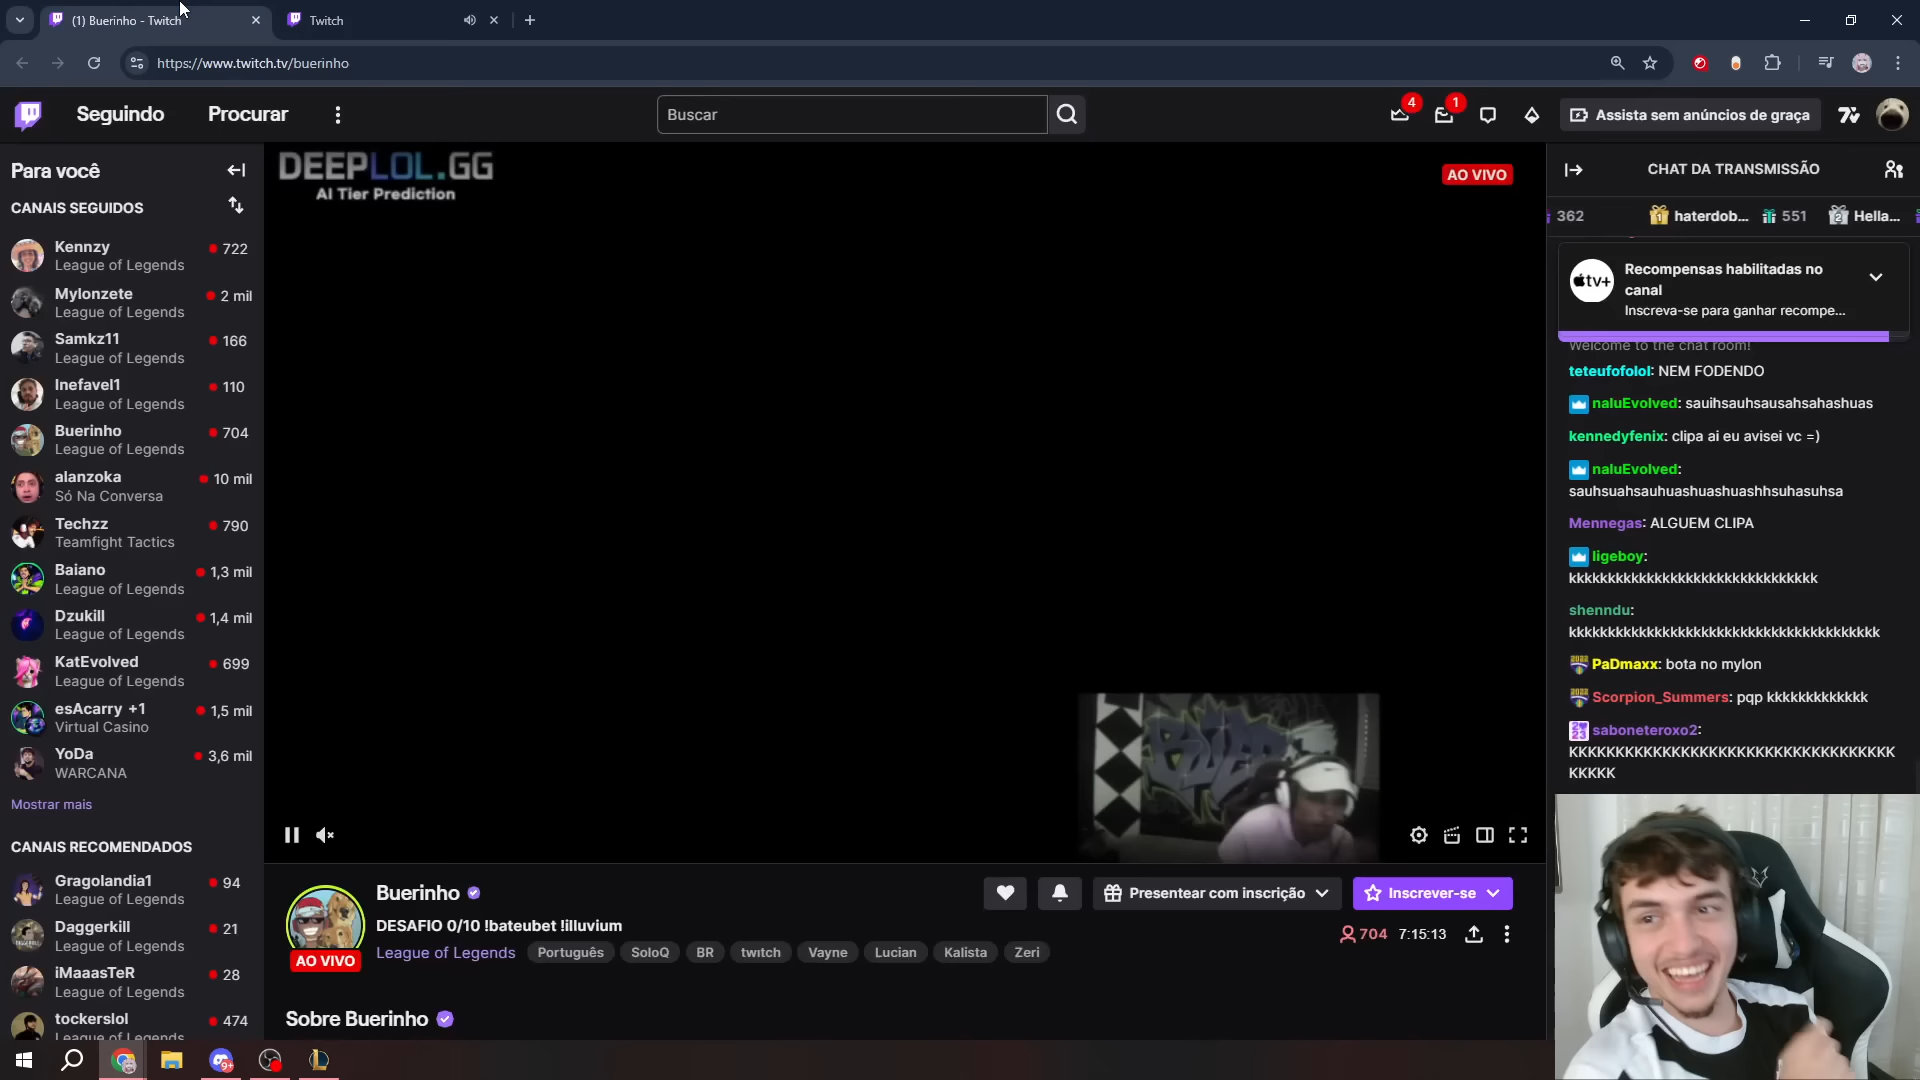 (1) Buerinho - Twitch
Twitch
https://www.twitch.tv/buerinho
Seguindo
Procurar
Buscar
4
1
Assista sem anúncios de graça
Para você
CANAIS SEGUIDOS
Kennzy
722
League of Legends
Mylonzete
2 mil
League of Legends
Samkz11
166
League of Legends
Inefavel1
110
League of Legends
Buerinho
704
League of Legends
alanzoka
10 mil
Só Na Conversa
Techzz
790
Teamfight Tactics
Baiano
1,3 mil
League of Legends
Dzukill
1,4 mil
League of Legends
KatEvolved
699
League of Legends
esAcarry +1
1,5 mil
Virtual Casino
YoDa
3,6 mil
WARCANA
Mostrar mais
CANAIS RECOMENDADOS
Gragolandia1
94
League of Legends
Daggerkill
21
League of Legends
iMaaasTeR
28
League of Legends
tockerslol
474
League of Legends
DEEPLOL.GG
AI Tier Prediction
AO VIVO
Buerinho
DESAFIO 0/10 !bateubet !illuvium
League of Legends
Português
SoloQ
BR
twitch
Vayne
Lucian
Kalista
Zeri
AO VIVO
Presentear com inscrição
Inscrever-se
704
7:15:13
Sobre Buerinho
CHAT DA TRANSMISSÃO
362
1
haterdob...
551
2
Hella...
tv+
Recompensas habilitadas no
canal
Inscreva-se para ganhar recompe...
Welcome to the chat room!
teteufofolol: NEM FODENDO
naluEvolved: sauihsauhsausahsahashuas
kennedyfenix: clipa ai eu avisei vc =)
naluEvolved:
sauhsuahsauhuashuashuashhsuhasuhsa
Mennegas: ALGUEM CLIPA
ligeboy:
kkkkkkkkkkkkkkkkkkkkkkkkkkkkkkkk
shenndu:
kkkkkkkkkkkkkkkkkkkkkkkkkkkkkkkkkkkkkkkk
PaDmaxx: bota no mylon
Scorpion_Summers: pqp kkkkkkkkkkkkk
saboneteroxo2:
KKKKKKKKKKKKKKKKKKKKKKKKKKKKKKKKKKK
KKKKK
9+